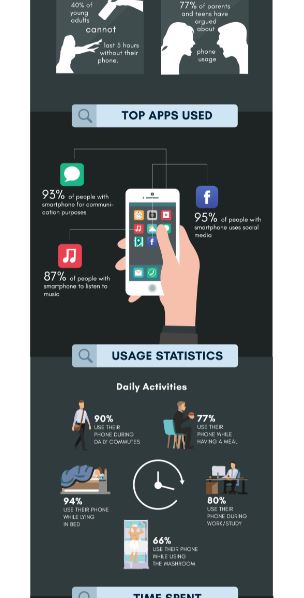 40% of
young
adults
cannot
last 5 hours
without their
phone.
77% of parents
and teens have
argued
about
phone
usage
TOP APPS USED
93% of people with
smartphone for communi-
cation purposes
95% of people with
smartphone uses social
media
87% of people with
smartphone to listen to
music
USAGE STATISTICS
Daily Activities
90%
USE THEIR
PHONE DURING
DAILY COMMUTES
77%
USE THEIR
PHONE WHILE
HAVING A MEAL
94%
USE THEIR PHONE
WHILE LYING
IN BED
80%
USE THEIR
PHONE DURING
WORK/STUDY
66%
USE THEIR PHONE
WHILE USING
THE WASHROOM
TIME SPENT